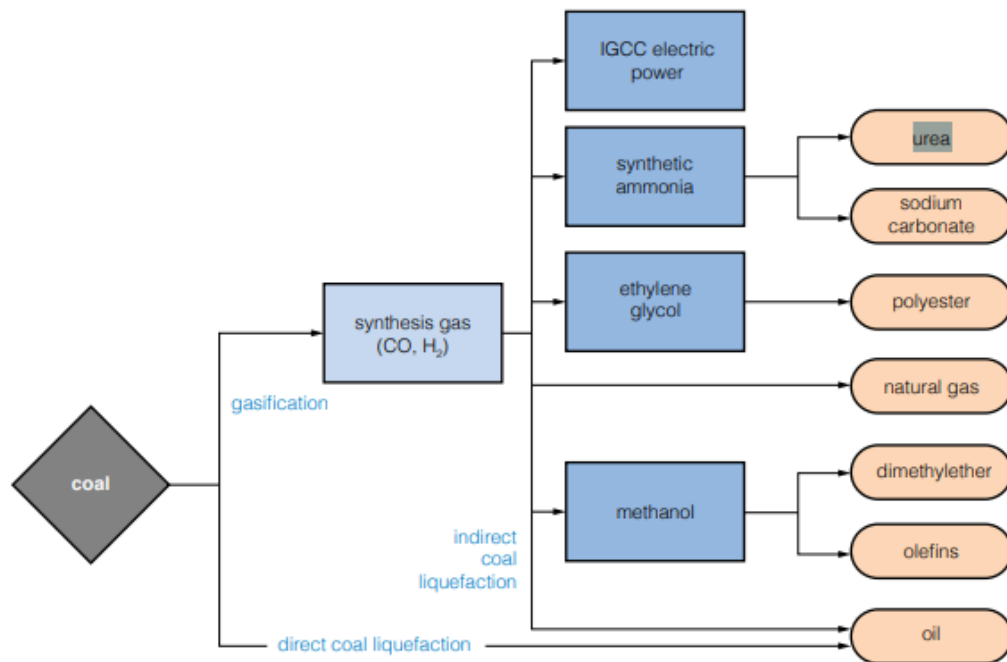 IGCC electric
power
urea
synthetic
ammonia
sodium
carbonate
ethylene
glycol
polyester
synthesis gas
(CO, H₂)
natural gas
gasification
coal
dimethylether
methanol
indirect
coal
liquefaction
olefins
oil
direct coal liquefaction